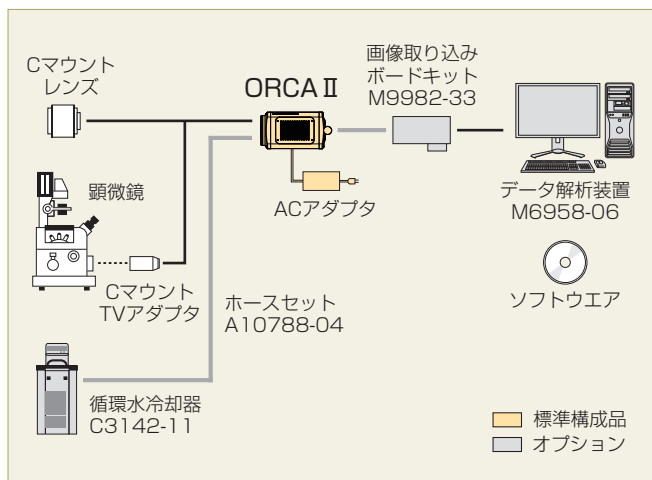 Cマウント
レンズ
ORCAⅡ
画像取り込み
ボードキット
M9982-33
顕微鏡
ACアダプタ
データ解析装置
M6958-06
Cマウント
TVアダプタ
ソフトウエア
ホースセット
A10788-04
循環水冷却器
C3142-11
標準構成品
オプション